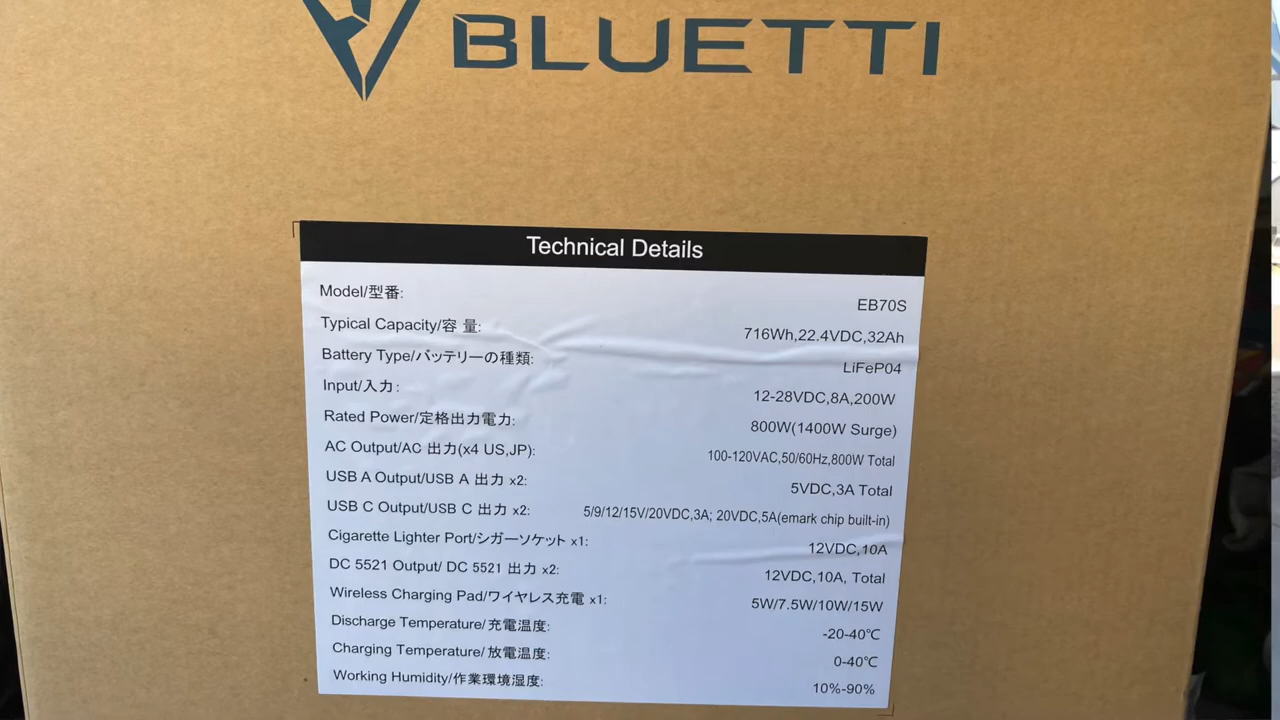 BLUETTI
Technical Details
Model/型番: EB70S
Typical Capacity/容 量: 716Wh,22.4VDC,32Ah
Battery Type/バッテリーの種類: LiFeP04
Input/入力: 12-28VDC,8A,200W
Rated Power/定格出力電力: 800W(1400W Surge)
AC Output/AC 出力(x4 US,JP): 100-120VAC,50/60Hz,800W Total
USB A Output/USB A 出力 x2: 5VDC,3A Total
USB C Output/USB C 出力 x2: 5/9/12/15V/20VDC,3A; 20VDC,5A(emark chip built-in)
Cigarette Lighter Port/シガーソケット x1: 12VDC,10A
DC 5521 Output/ DC 5521 出力 x2: 12VDC,10A, Total
Wireless Charging Pad/ワイヤレス充電 x1: 5W/7.5W/10W/15W
Discharge Temperature/充電温度: -20-40℃
Charging Temperature/放電温度: 0-40℃
Working Humidity/作業環境湿度: 10%-90%